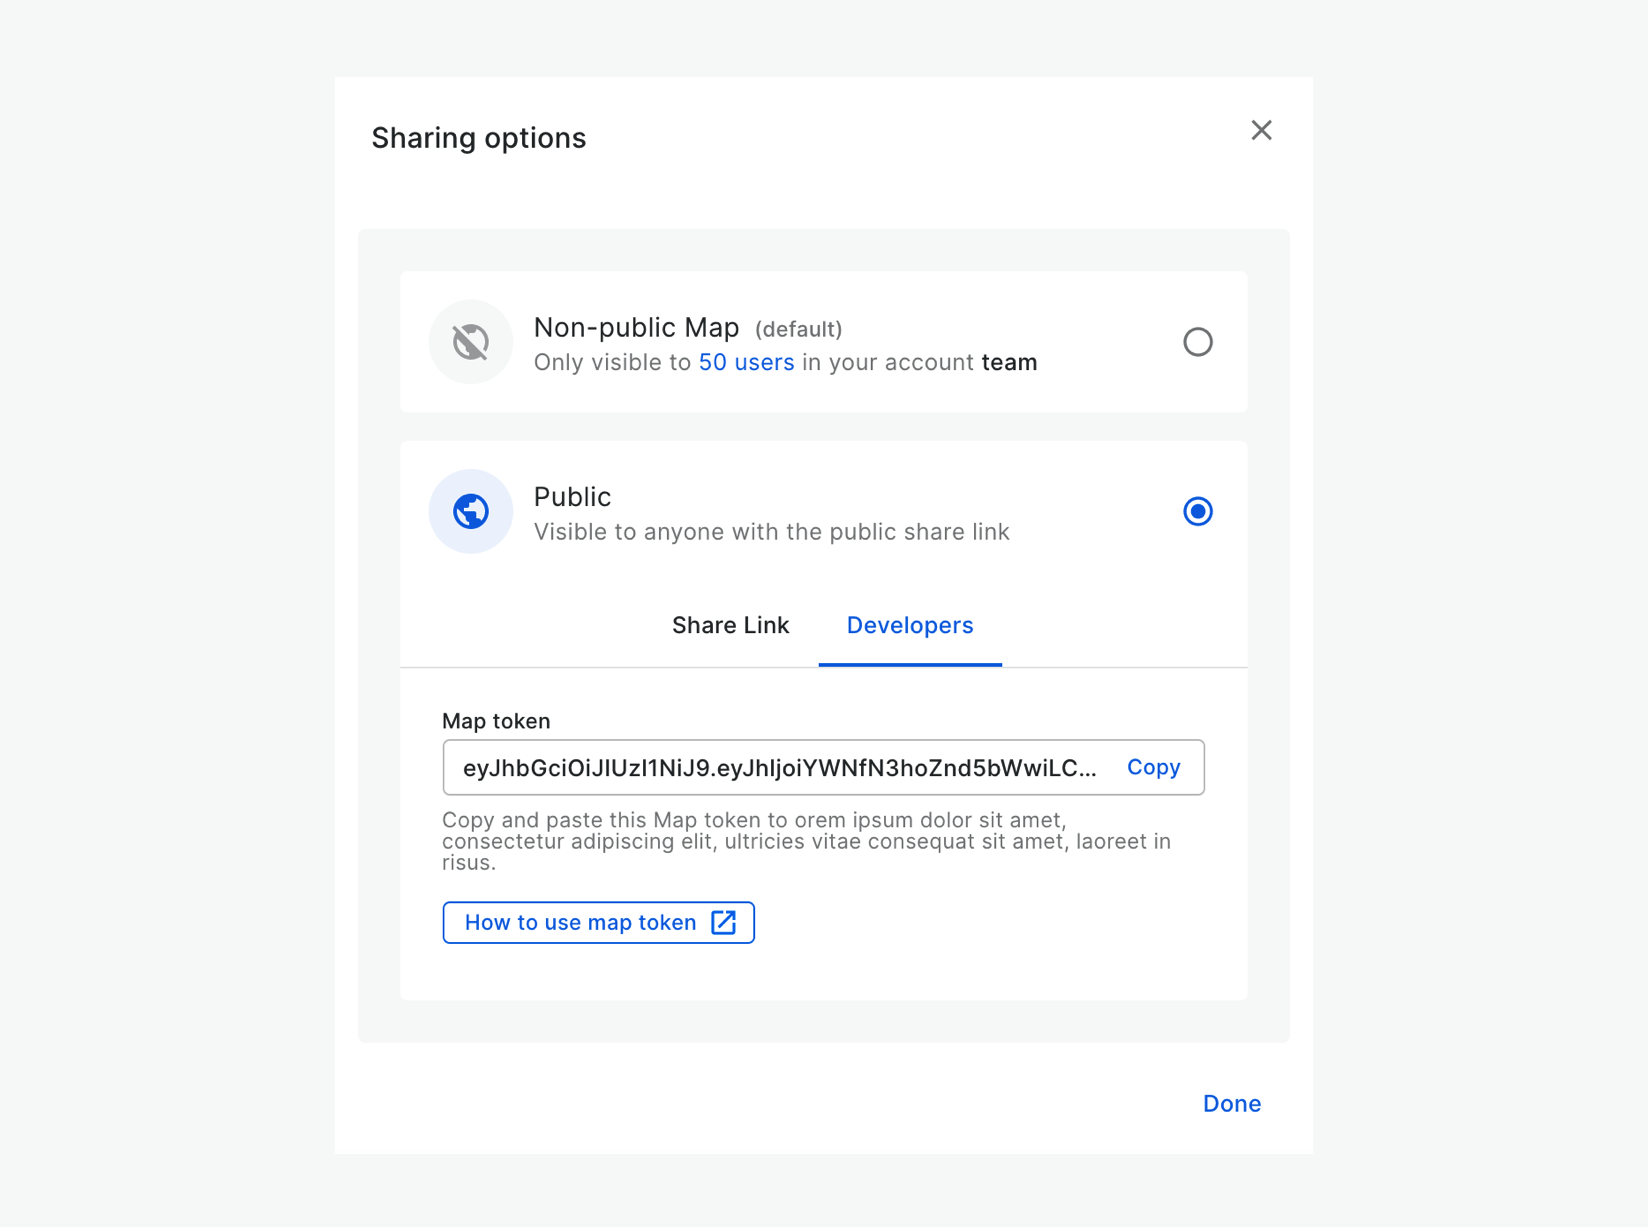 Sharing options
Non-public Map (default)
Only visible to 50 users in your account team
Public
Visible to anyone with the public share link
Share Link Developers
Map token
eyJhbGciOiJIUzI1NiJ9.eyJhIjoiYWNfN3hoZnd5bWwiLC... Copy
Copy and paste this Map token to orem ipsum dolor sit amet,
consectetur adipiscing elit, ultricies vitae consequat sit amet, laoreet in
risus.
How to use map token
Done